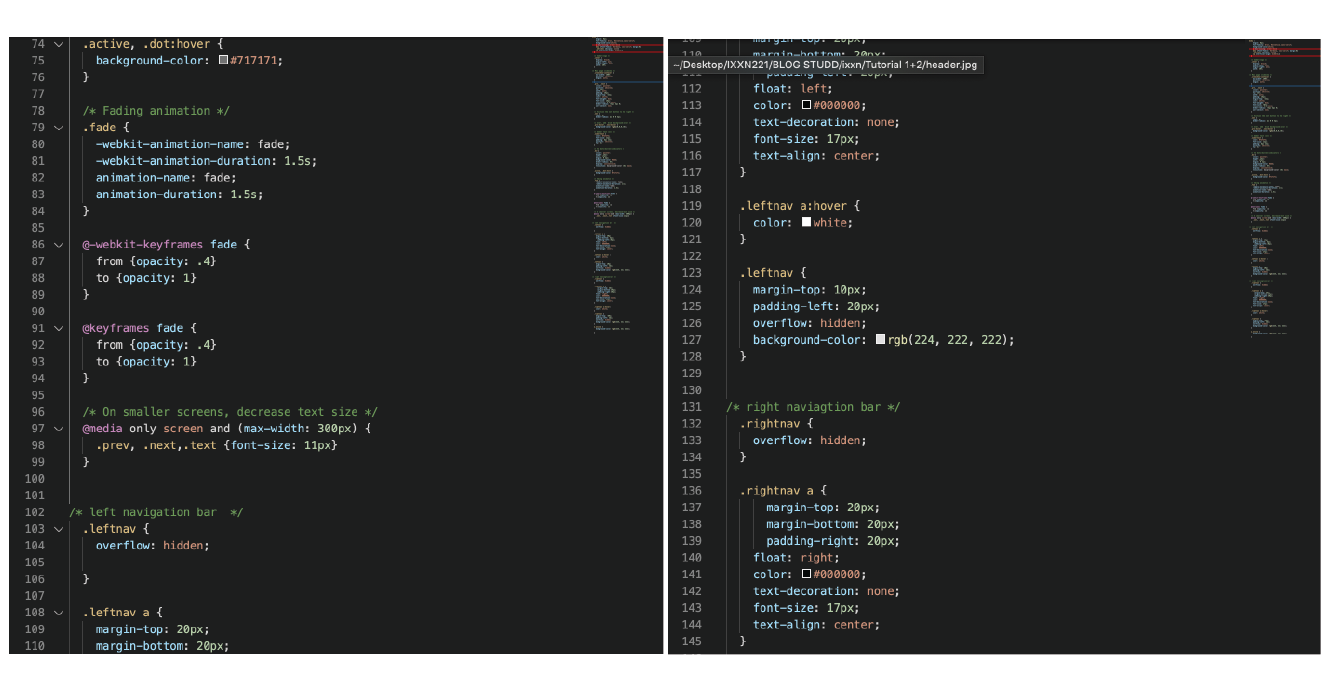 74 .active, .dot:hover {
75 background-color: #717171;
76 }
77
78 /* Fading animation */
79 .fade {
80 -webkit-animation-name: fade;
81 -webkit-animation-duration: 1.5s;
82 animation-name: fade;
83 animation-duration: 1.5s;
84 }
85
86 @-webkit-keyframes fade {
87 from {opacity: .4}
88 to {opacity: 1}
89 }
90
91 @keyframes fade {
92 from {opacity: .4}
93 to {opacity: 1}
94 }
95
96 /* On smaller screens, decrease text size */
97 @media only screen and (max-width: 300px) {
98 .prev, .next,.text {font-size: 11px}
99 }
100
101
102 /* left navigation bar  */
103 .leftnav {
104 overflow: hidden;
105
106 }
107
108 .leftnav a {
109 margin-top: 20px;
110 margin-bottom: 20px;
109 margin-top: 20px;
110 margin-bottom: 20px;
~/Desktop/IXXN221/BLOG STUDD/ixxn/Tutorial 1+2/header.jpg
111 padding-left: 20px;
112 float: left;
113 color: #000000;
114 text-decoration: none;
115 font-size: 17px;
116 text-align: center;
117 }
118
119 .leftnav a:hover {
120 color: white;
121 }
122
123 .leftnav {
124 margin-top: 10px;
125 padding-left: 20px;
126 overflow: hidden;
127 background-color: rgb(224, 222, 222);
128 }
129
130
131 /* right naviagtion bar */
132 .rightnav {
133 overflow: hidden;
134 }
135
136 .rightnav a {
137 margin-top: 20px;
138 margin-bottom: 20px;
139 padding-right: 20px;
140 float: right;
141 color: #000000;
142 text-decoration: none;
143 font-size: 17px;
144 text-align: center;
145 }